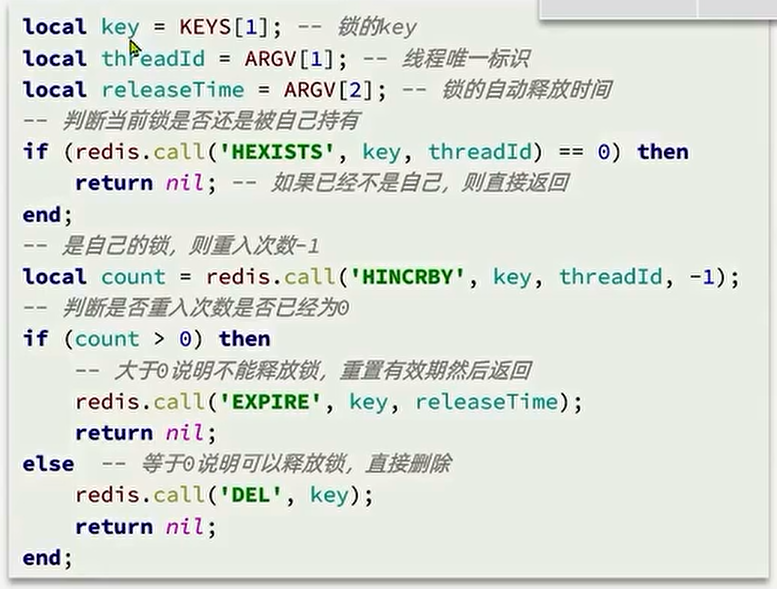 local key = KEYS[1]; -- 锁的key
local threadId = ARGV[1]; -- 线程唯一标识
local releaseTime = ARGV[2]; -- 锁的自动释放时间
-- 判断当前锁是否还是被自己持有
if (redis.call('HEXISTS', key, threadId) == 0) then
    return nil; -- 如果已经不是自己，则直接返回
end;
-- 是自己的锁，则重入次数-1
local count = redis.call('HINCRBY', key, threadId, -1);
-- 判断是否重入次数是否已经为0
if (count > 0) then
    -- 大于0说明不能释放锁，重置有效期然后返回
    redis.call('EXPIRE', key, releaseTime);
    return nil;
else  -- 等于0说明可以释放锁，直接删除
    redis.call('DEL', key);
    return nil;
end;